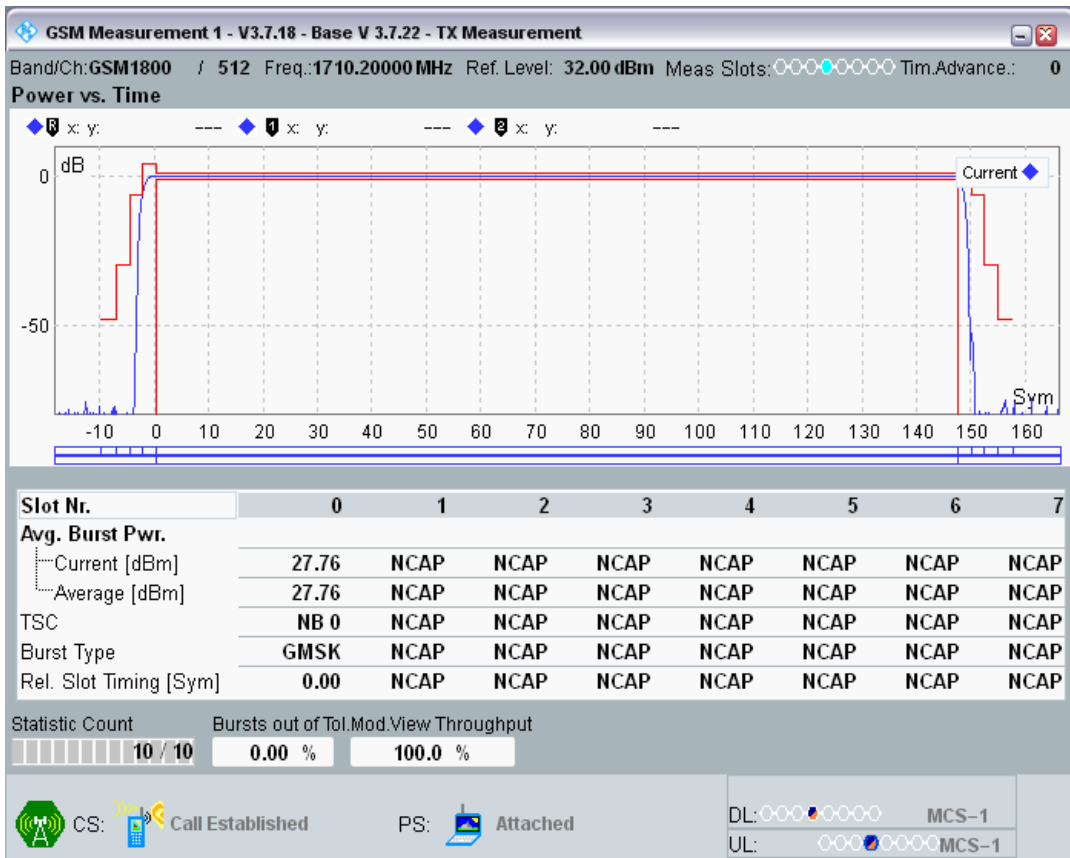 GSM Measurement 1 - V3.7.18 - Base V 3.7.22 - TX Measurement
Band/Ch:GSM1800 / 512 Freq.:1710.20000 MHz Ref. Level: 32.00 dBm Meas Slots: Tim.Advance.: 0
Power vs. Time
R x: y: --- 1 x: y: --- 2 x: y: ---
dB
Current
0
-50
Sym
-10 0 10 20 30 40 50 60 70 80 90 100 110 120 130 140 150 160
Slot Nr. 0 1 2 3 4 5 6 7
Avg. Burst Pwr.
Current [dBm] 27.76 NCAP NCAP NCAP NCAP NCAP NCAP NCAP
Average [dBm] 27.76 NCAP NCAP NCAP NCAP NCAP NCAP NCAP
TSC NB 0 NCAP NCAP NCAP NCAP NCAP NCAP NCAP
Burst Type GMSK NCAP NCAP NCAP NCAP NCAP NCAP NCAP
Rel. Slot Timing [Sym] 0.00 NCAP NCAP NCAP NCAP NCAP NCAP NCAP
Statistic Count Bursts out of Tol.Mod.View Throughput
10 / 10 0.00 % 100.0 %
CS: Call Established PS: Attached
DL: MCS-1
UL: MCS-1